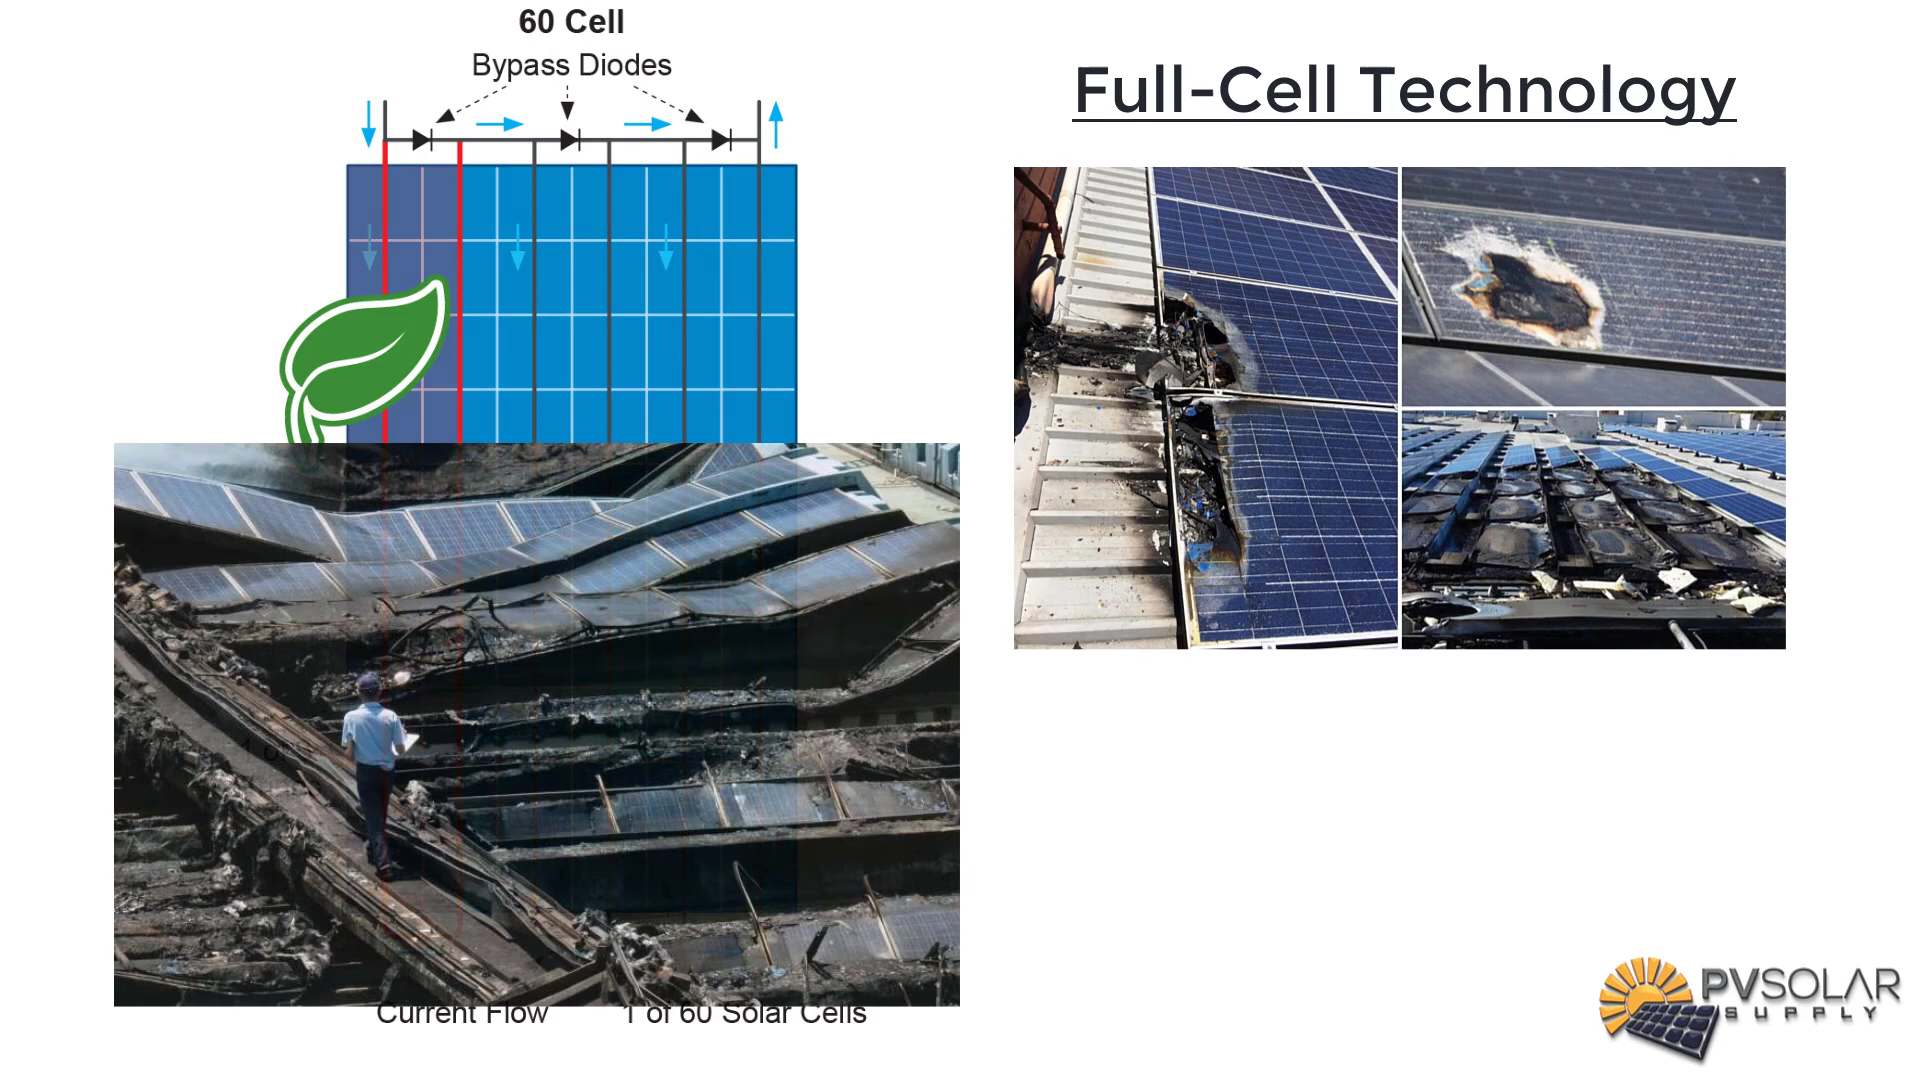 60 Cell
Bypass Diodes
Full-Cell Technology
Current Flow
1 of 60 Solar Cells
PVSOLAR
SUPPLY